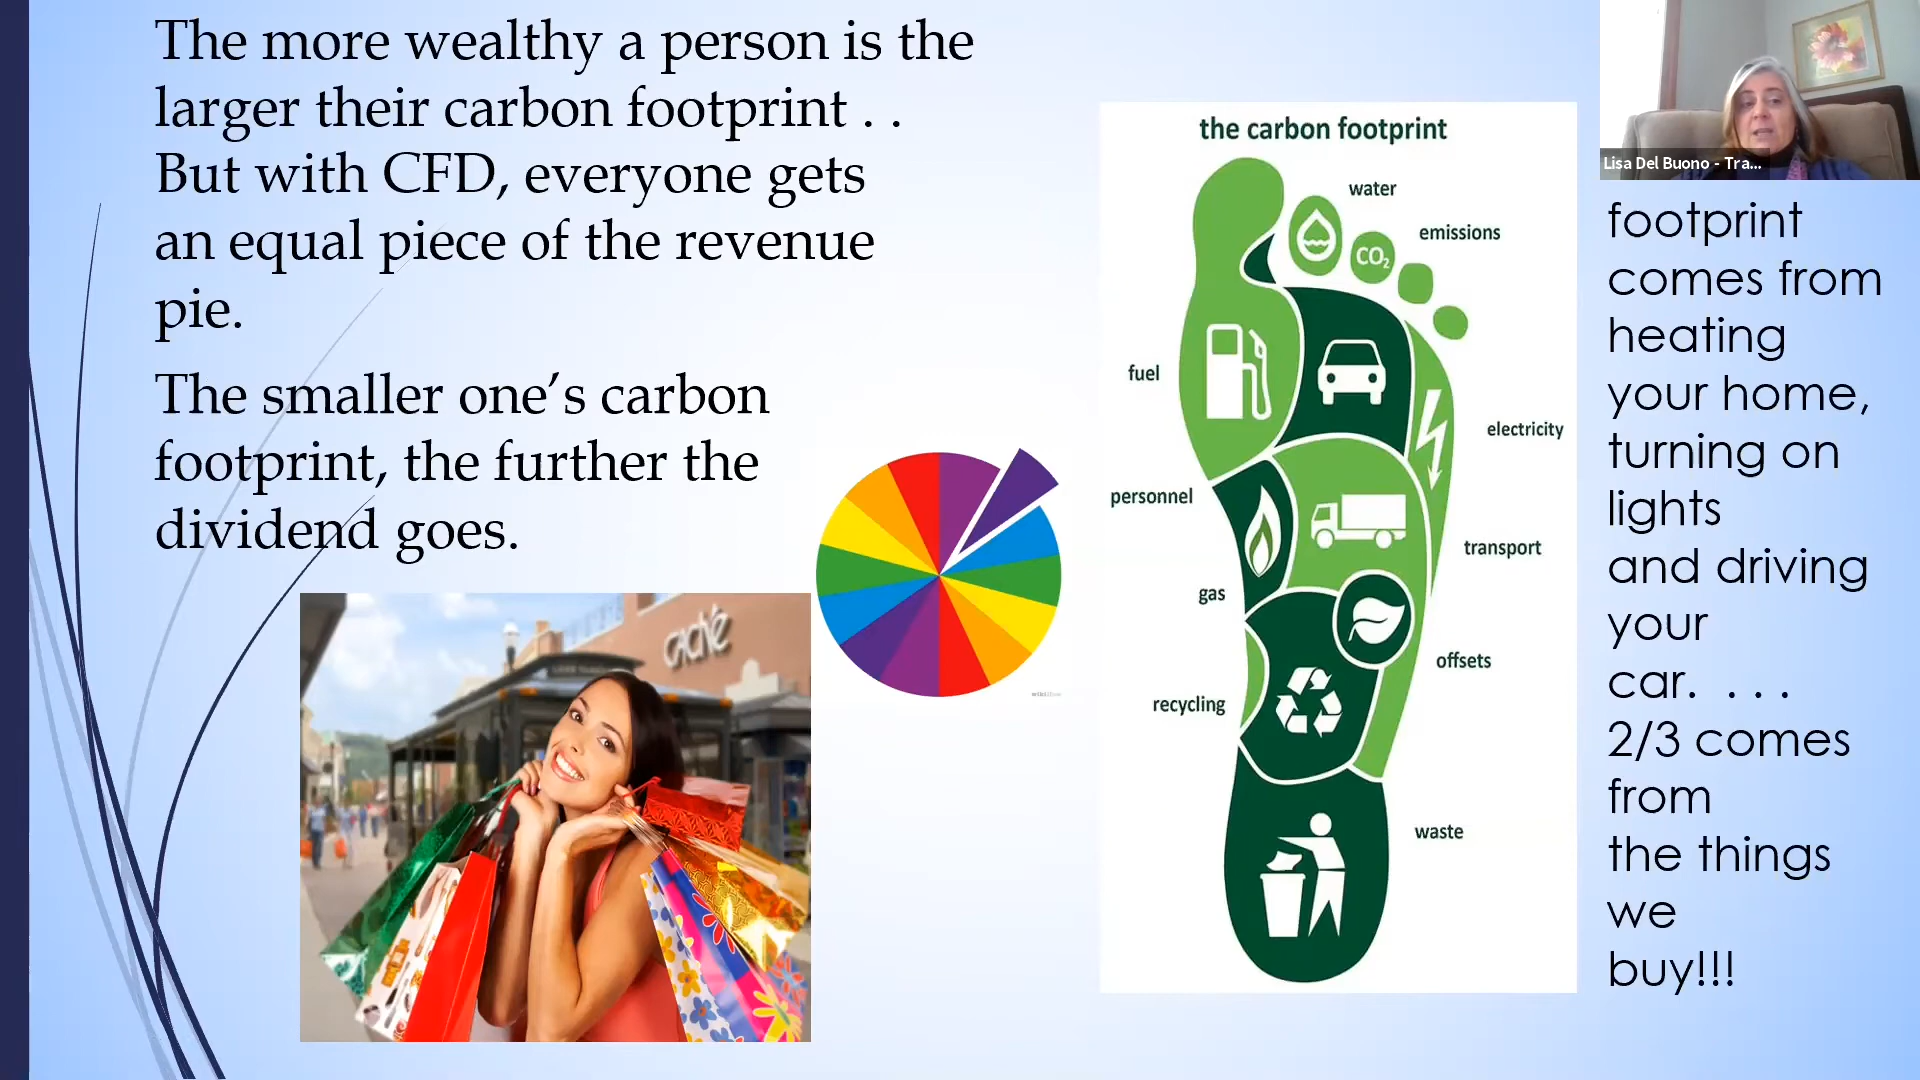 The more wealthy a person is the
larger their carbon footprint . .
But with CFD, everyone gets
an equal piece of the revenue
pie.
The smaller one’s carbon
footprint, the further the
dividend goes.
caché
the carbon footprint
water
emissions
CO₂
fuel
electricity
personnel
transport
gas
offsets
recycling
waste
Lisa Del Buono - Tra...
footprint
comes from
heating
your home,
turning on
lights
and driving
your
car. . . .
2/3 comes
from
the things
we
buy!!!